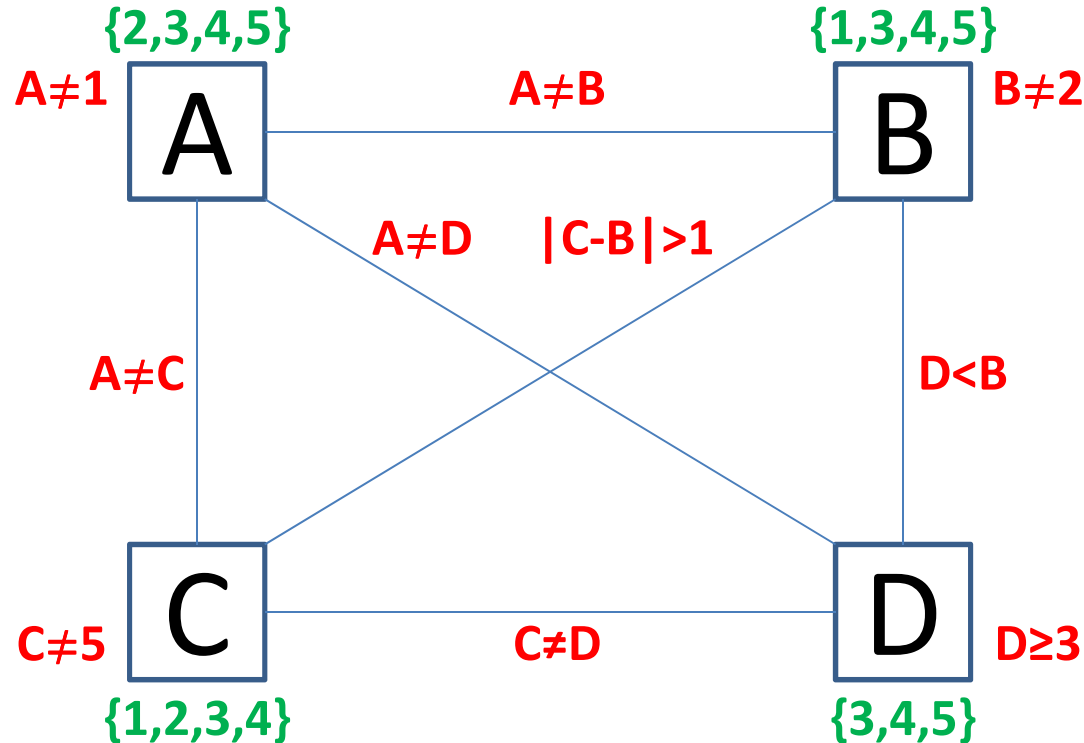 {2,3,4,5}
{1,3,4,5}
A≠1
A
A≠B
B
B≠2
A≠D
|C-B|>1
A≠C
D<B
C≠5
C
C≠D
D
D≥3
{1,2,3,4}
{3,4,5}